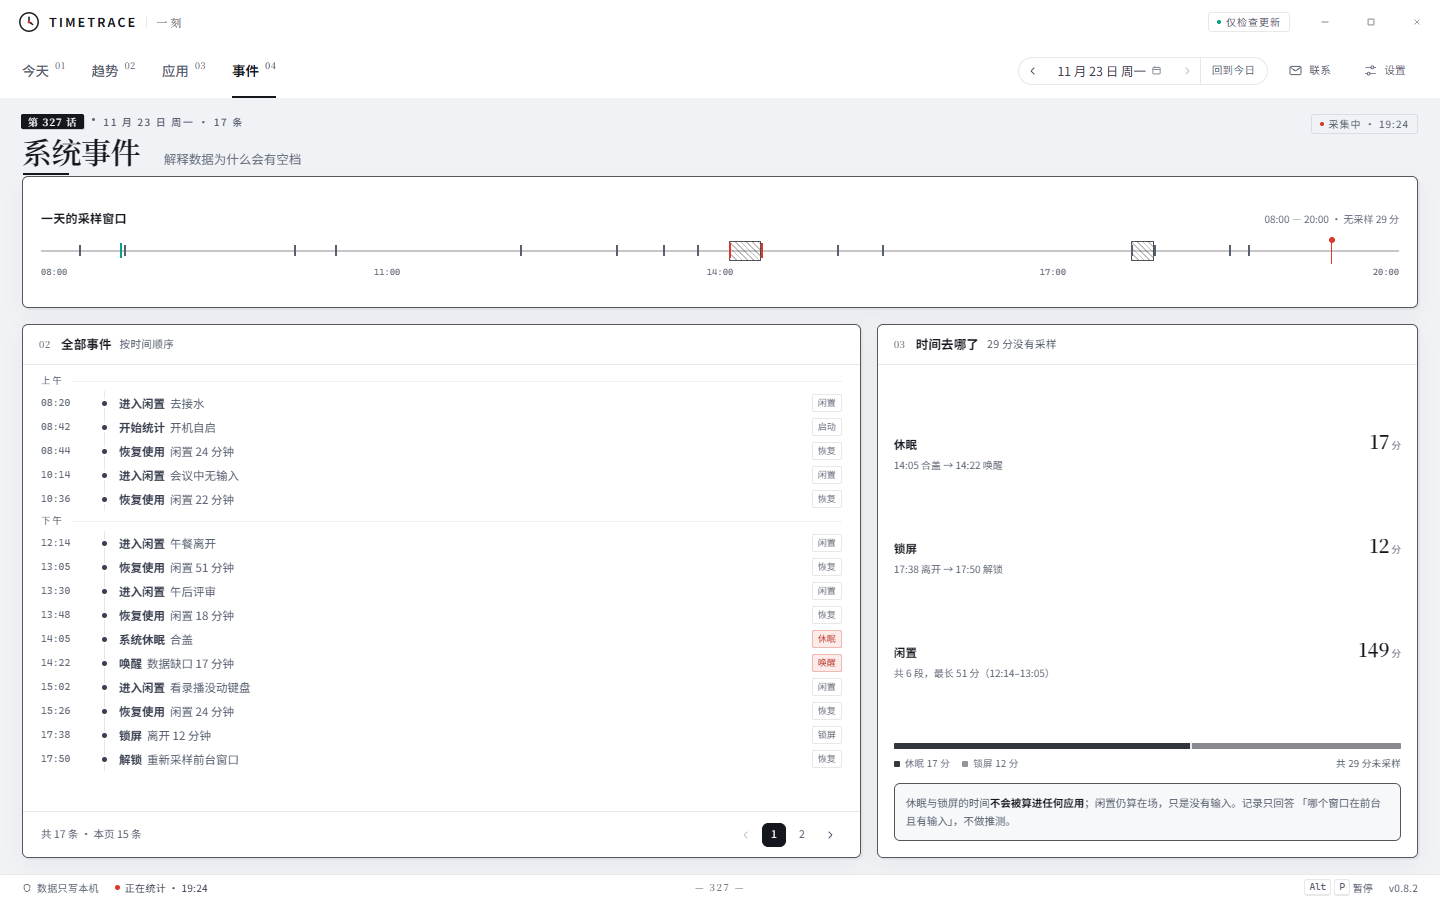 TIMETRACE 一刻
仅检查更新
今天 01 趋势 02 应用 03 事件 04
11 月 23 日 周一 回到今日 联系 设置
第 327 话 • 11 月 23 日 周一 • 17 条
采集中 • 19:24
系统事件 解释数据为什么会有空档
一天的采样窗口 08:00 — 20:00 • 无采样 29 分
08:00 11:00 14:00 17:00 20:00
02 全部事件 按时间顺序
上午
08:20 进入闲置 去接水 闲置
08:42 开始统计 开机自启 启动
08:44 恢复使用 闲置 24 分钟 恢复
10:14 进入闲置 会议中无输入 闲置
10:36 恢复使用 闲置 22 分钟 恢复
下午
12:14 进入闲置 午餐离开 闲置
13:05 恢复使用 闲置 51 分钟 恢复
13:30 进入闲置 午后评审 闲置
13:48 恢复使用 闲置 18 分钟 恢复
14:05 系统休眠 合盖 休眠
14:22 唤醒 数据缺口 17 分钟 唤醒
15:02 进入闲置 看录播没动键盘 闲置
15:26 恢复使用 闲置 24 分钟 恢复
17:38 锁屏 离开 12 分钟 锁屏
17:50 解锁 重新采样前台窗口 恢复
共 17 条 • 本页 15 条 1 2
03 时间去哪了 29 分没有采样
休眠 17 分
14:05 合盖 → 14:22 唤醒
锁屏 12 分
17:38 离开 → 17:50 解锁
闲置 149 分
共 6 段，最长 51 分（12:14–13:05）
休眠 17 分 锁屏 12 分 共 29 分未采样
休眠与锁屏的时间不会被算进任何应用；闲置仍算在场，只是没有输入。记录只回答「哪个窗口在前台
且有输入」，不做推测。
数据只写本机 正在统计 • 19:24
— 327 —
Alt P 暂停 v0.8.2